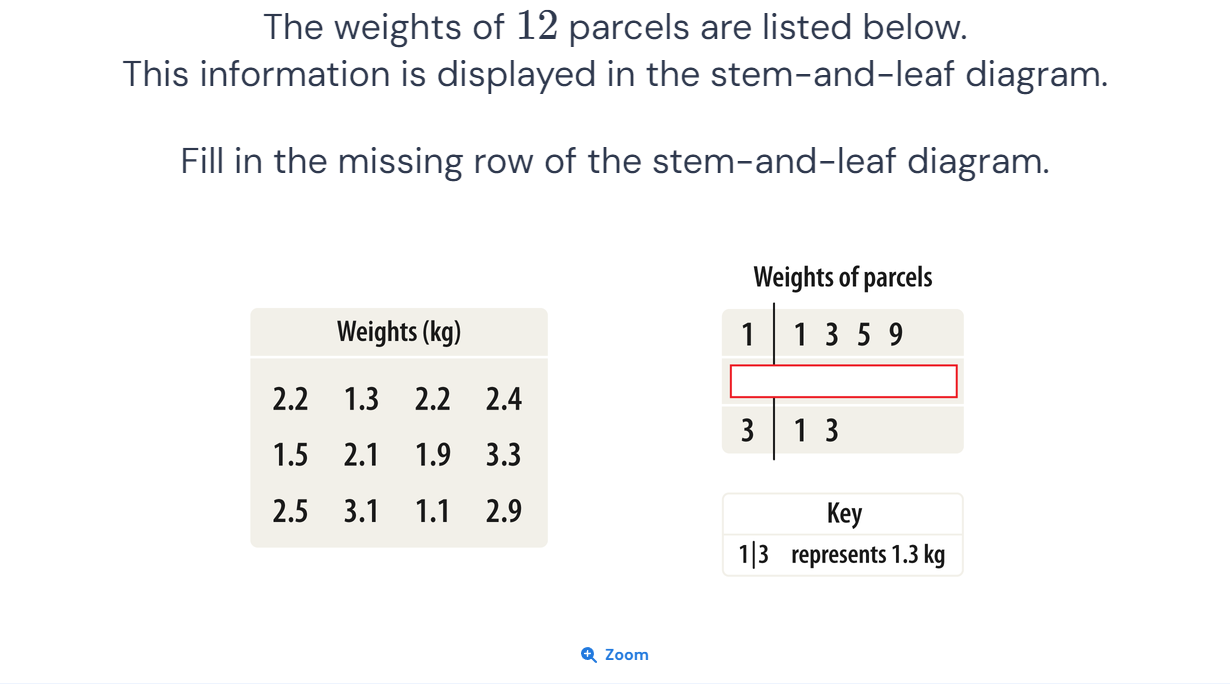 The weights of 12 parcels are listed below.
This information is displayed in the stem-and-leaf diagram.
Fill in the missing row of the stem-and-leaf diagram.
Weights (kg)
2.2 1.3 2.2 2.4
1.5 2.1 1.9 3.3
2.5 3.1 1.1 2.9
Weights of parcels
1 | 1 3 5 9
3 | 1 3
Key
1|3 represents 1.3 kg
Zoom